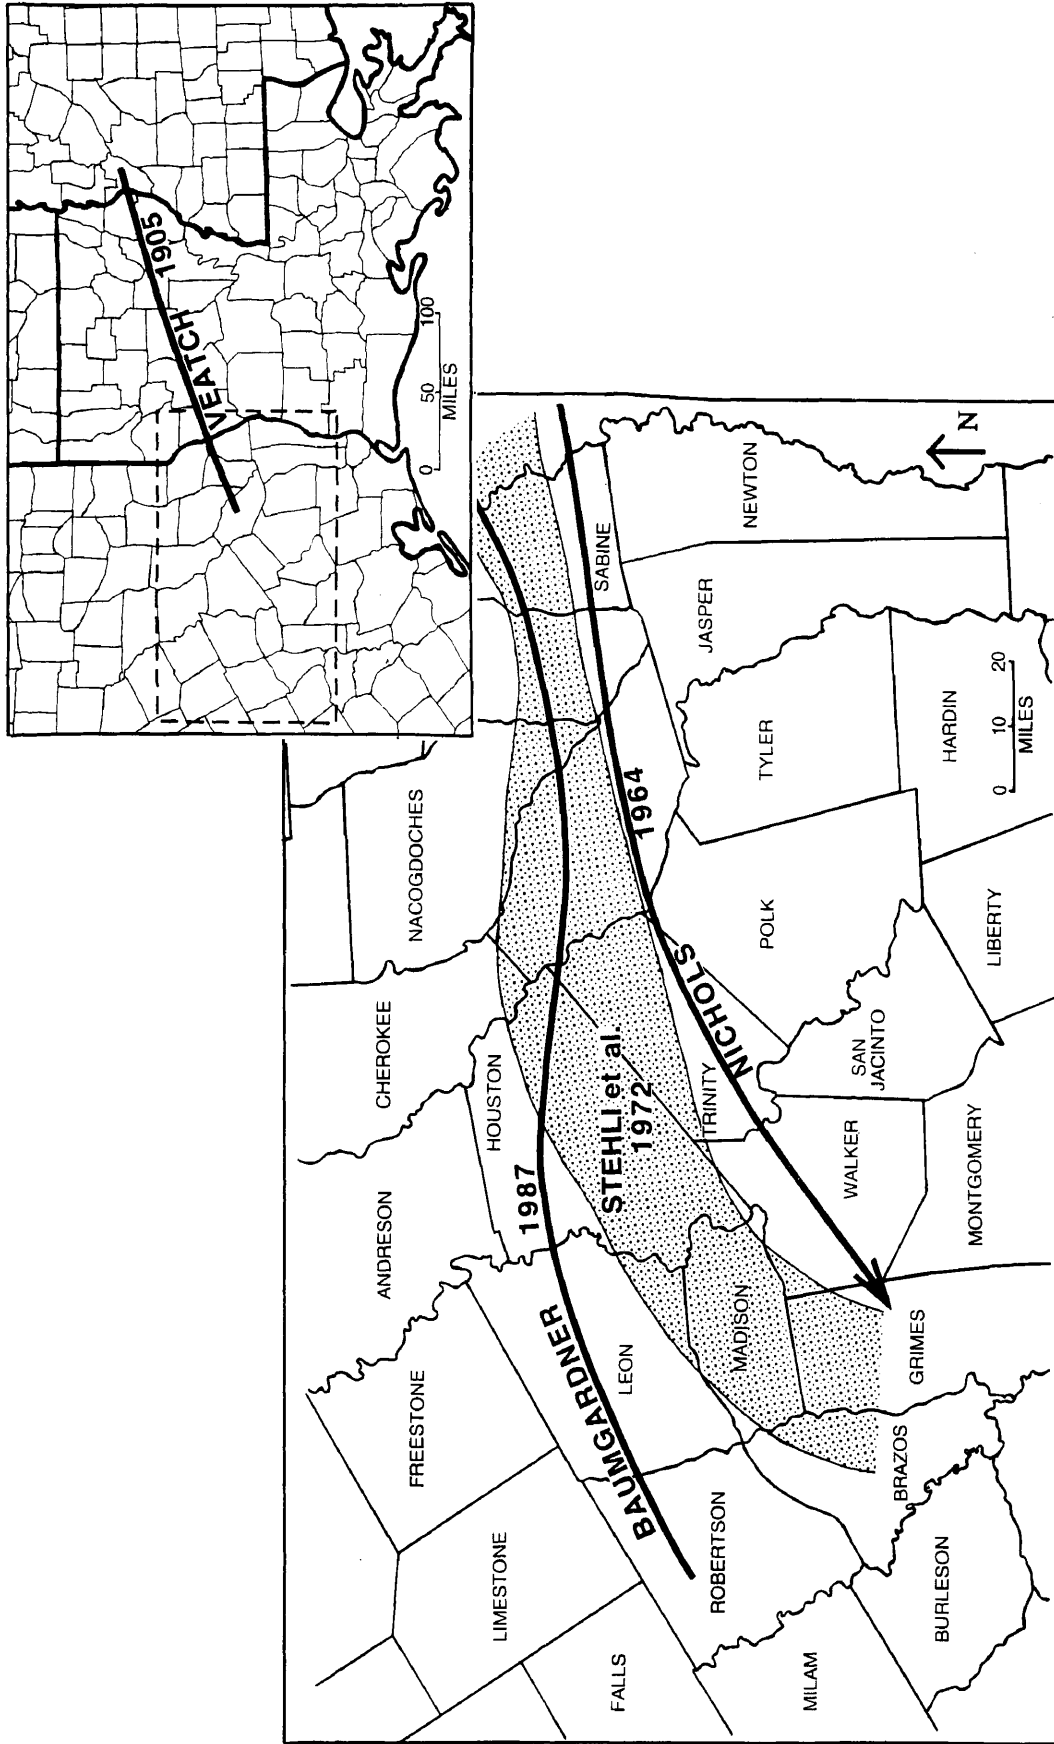 VEATCH 1905
0 50 100
MILES
NACOGDOCHES
CHEROKEE
ANDRESON
HOUSTON
FREESTONE
LIMESTONE
FALLS
LEON
ROBERTSON
MILAM
BURLESON
BRAZOS
MADISON
GRIMES
TRINITY
WALKER
MONTGOMERY
SAN
JACINTO
POLK
LIBERTY
TYLER
HARDIN
JASPER
SABINE
NEWTON
BAUMGARDNER 1987
STEHLI et al.
1972
NICHOLS 1964
0 10 20
MILES
N